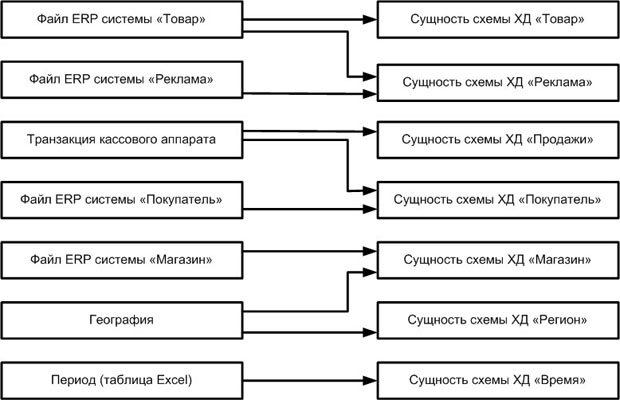 Файл ERP системы «Товар»
Сущность схемы ХД «Товар»
Файл ERP системы «Реклама»
Сущность схемы ХД «Реклама»
Транзакция кассового аппарата
Сущность схемы ХД «Продажи»
Файл ERP системы «Покупатель»
Сущность схемы ХД «Покупатель»
Файл ERP системы «Магазин»
Сущность схемы ХД «Магазин»
География
Сущность схемы ХД «Регион»
Период (таблица Excel)
Сущность схемы ХД «Время»